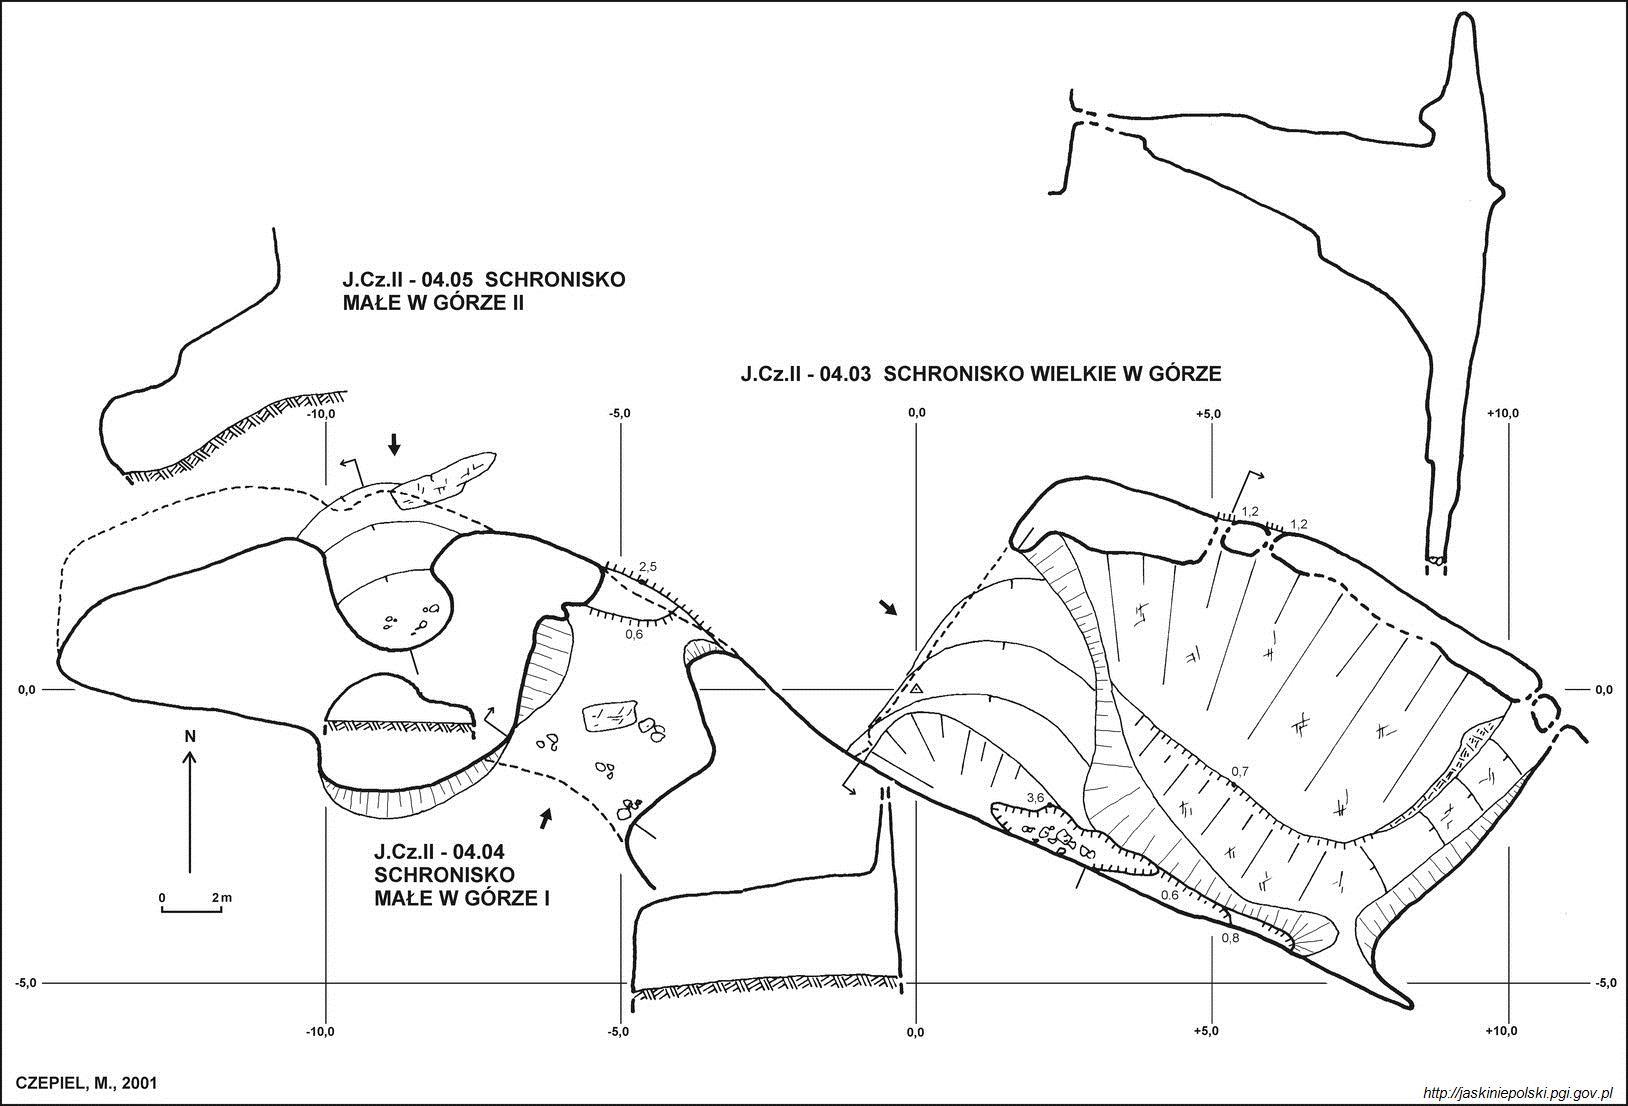 J.Cz.II - 04.05 SCHRONISKO
MAŁE W GÓRZE II
J.Cz.II - 04.03 SCHRONISKO WIELKIE W GÓRZE
-10,0
-5,0
0,0
+5,0
+10,0
1,2
1,2
2,5
0,6
0,0
0,0
N
0,7
3,6
J.Cz.II - 04.04
SCHRONISKO
MAŁE W GÓRZE I
0 2m
0.6
0,8
-5,0
-5,0
-10,0
-5,0
0,0
+5,0
+10,0
CZEPIEL, M., 2001
http://jaskiniepolski.pgi.gov.pl